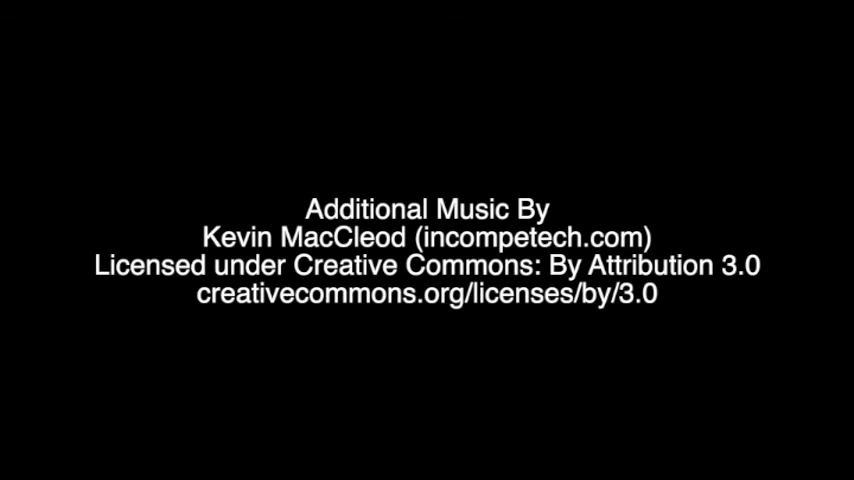 Additional Music By
Kevin MacCleod (incompetech.com)
Licensed under Creative Commons: By Attribution 3.0
creativecommons.org/licenses/by/3.0